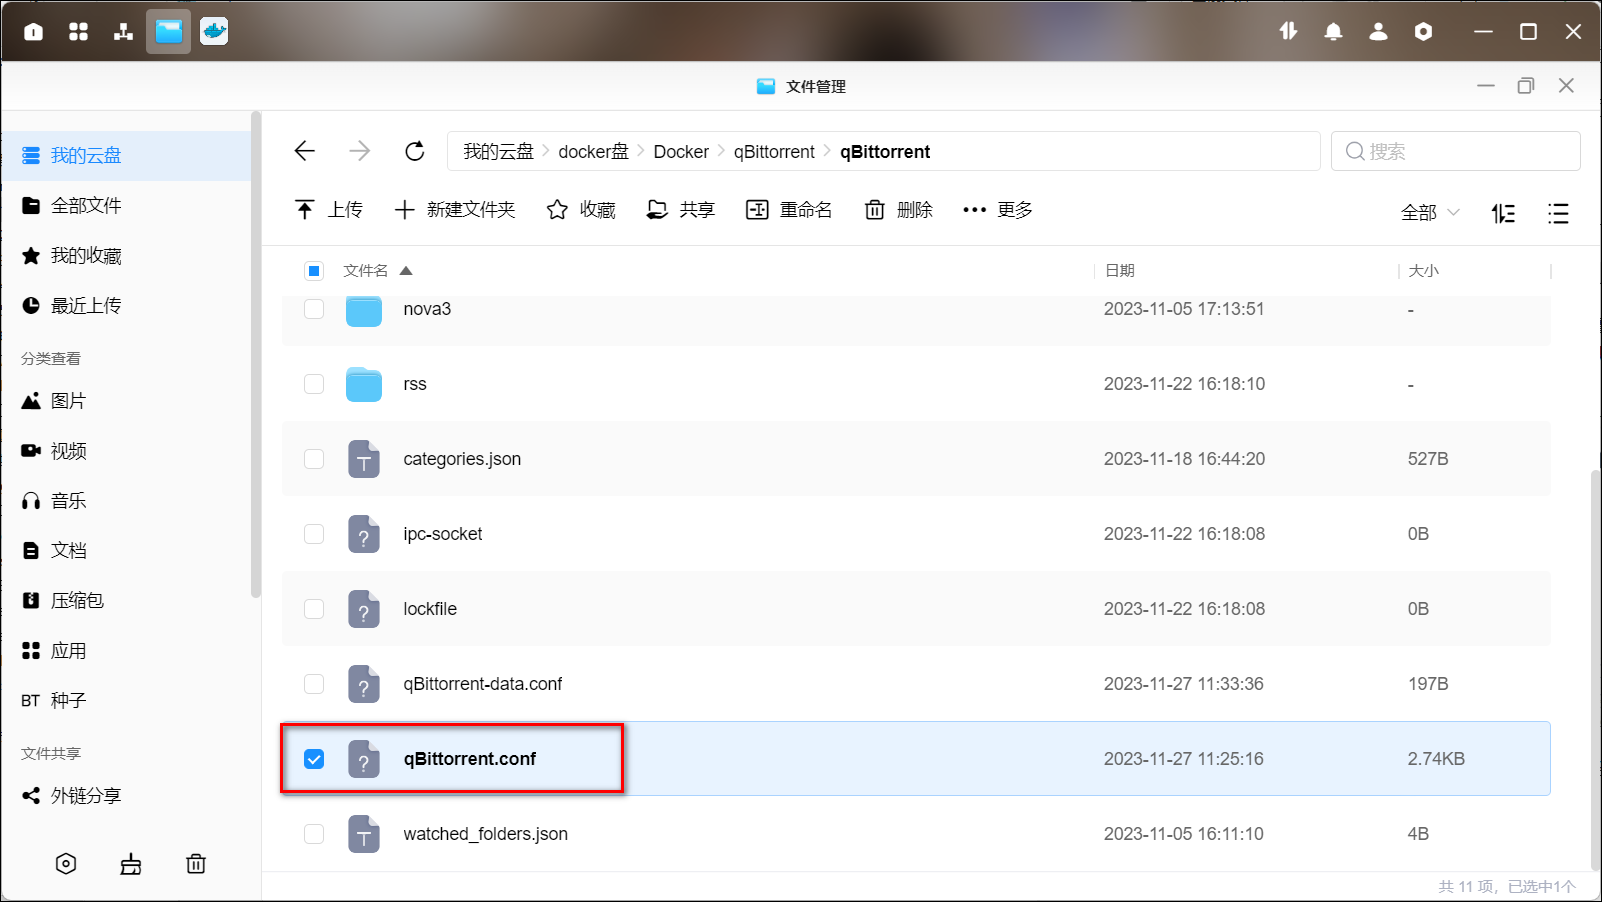 文件管理
我的云盘
全部文件
我的收藏
最近上传
分类查看
图片
视频
音乐
文档
压缩包
应用
BT 种子
文件共享
外链分享
我的云盘 > docker盘 > Docker > qBittorrent > qBittorrent
搜索
上传 新建文件夹 收藏 共享 重命名 删除 更多
全部
文件名 日期 大小
nova3 2023-11-05 17:13:51 -
rss 2023-11-22 16:18:10 -
categories.json 2023-11-18 16:44:20 527B
ipc-socket 2023-11-22 16:18:08 0B
lockfile 2023-11-22 16:18:08 0B
qBittorrent-data.conf 2023-11-27 11:33:36 197B
qBittorrent.conf 2023-11-27 11:25:16 2.74KB
watched_folders.json 2023-11-05 16:11:10 4B
共 11 项，已选中1个